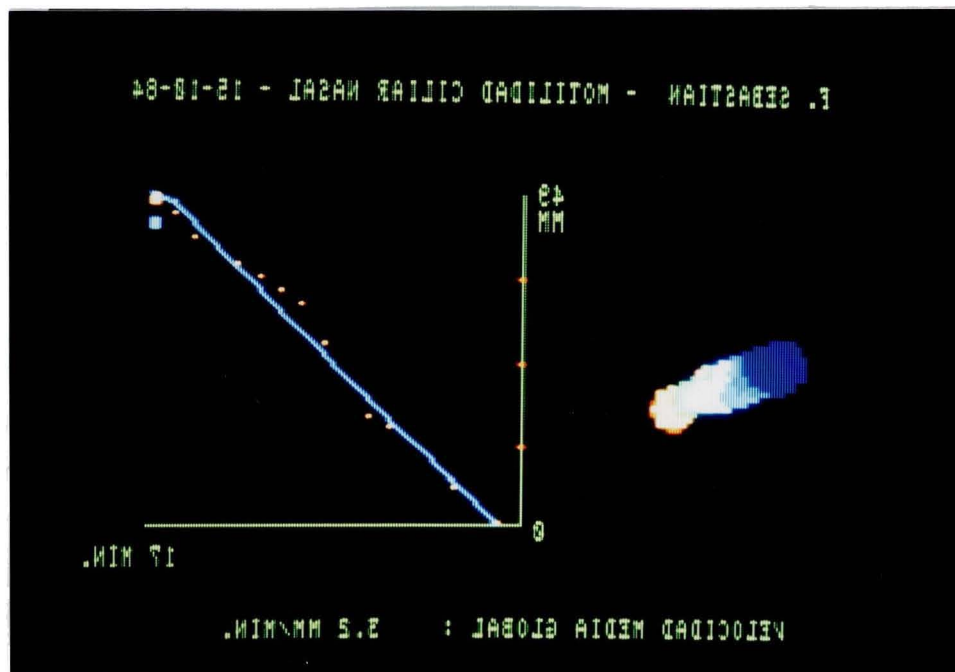 F. SEBASTIAN - MOTILIDAD CILIAR NASAL - 15-10-84
49
MM
0
17 MIN.
VELOCIDAD MEDIA GLOBAL : 3.2 MM/MIN.